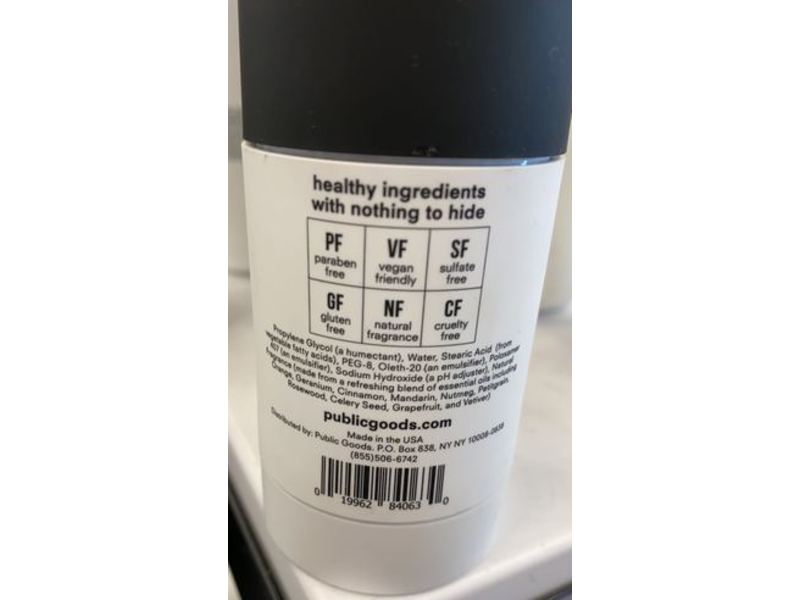 healthy ingredients
with nothing to hide
PF
paraben
free
VF
vegan
friendly
SF
sulfate
free
GF
gluten
free
NF
natural
fragrance
CF
cruelty
free
Propylene Glycol (a humectant), Water, Stearic Acid (from
vegetable fatty acids), PEG-8, Oleth-20 (an emulsifier), Poloxamer
407 (an emulsifier), Sodium Hydroxide (a pH adjuster), Natural
fragrance (made from a refreshing blend of essential oils including
Orange, Geranium, Cinnamon, Mandarin, Nutmeg, Petitgrain,
Rosewood, Celery Seed, Grapefruit, and Vetiver)
publicgoods.com
Made in the USA
Distributed by: Public Goods. P.O. Box 838, NY NY 10008-0838
(855)506-6742
0 19962 84063 0